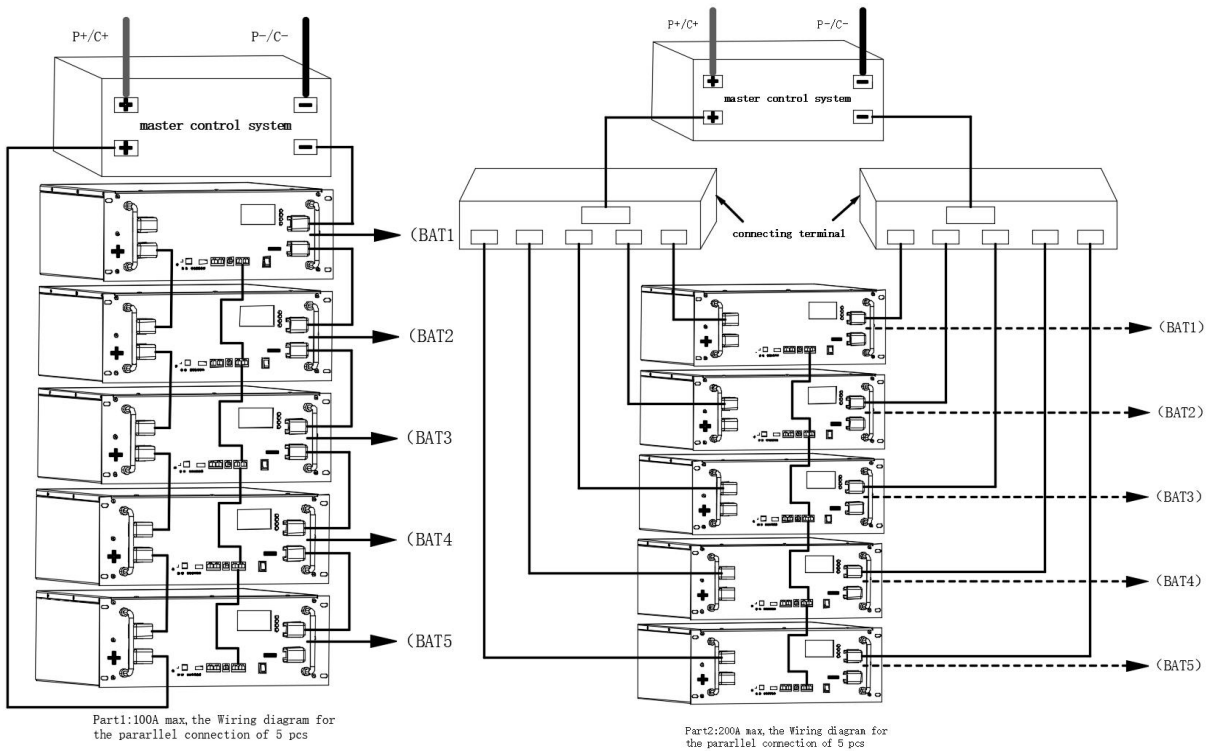 P+/C+
P-/C-
master control system
(BAT1
(BAT2
(BAT3
(BAT4
(BAT5
Part1:100A max,the Wiring diagram for
the pararllel connection of 5 pcs
P+/C+
P-/C-
master control system
connecting terminal
(BAT1)
(BAT2)
(BAT3)
(BAT4)
(BAT5)
Part2:200A max,the Wiring diagram for
the pararllel connection of 5 pcs